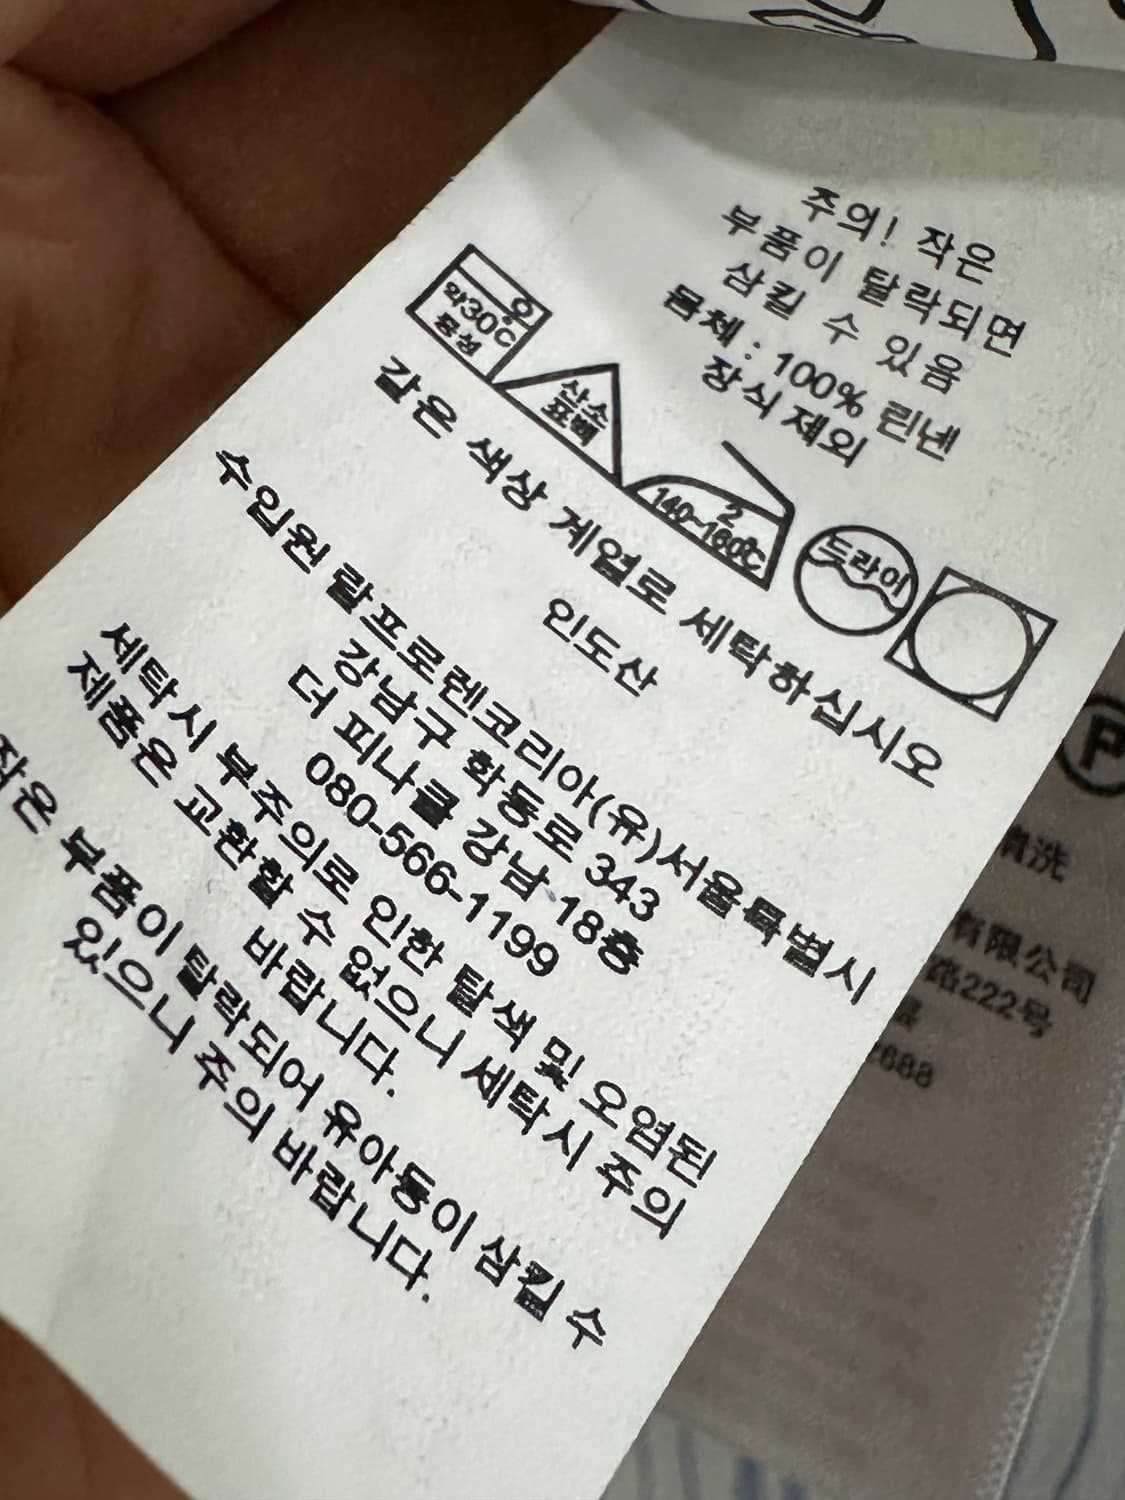 주의! 작은
부품이 탈락되면
삼킬 수 있음
몸체 : 100% 린넨
장식 제외
약30℃
중성
산소
표백
2
140~160℃
드라이
같은 색상 계열로 세탁하십시오
인도산
수입원 랄프로렌코리아(유)서울특별시
강남구 학동로 343
더 피나클 강남 18층
080-566-1199
세탁시 부주의로 인한 탈색 및 오염된
제품은 교환할 수 없으니 세탁시 주의
바랍니다.
작은 부품이 탈락되어 유아동이 삼킬 수
있으니 주의 바랍니다.
P
洗
有限公司
路222号
688